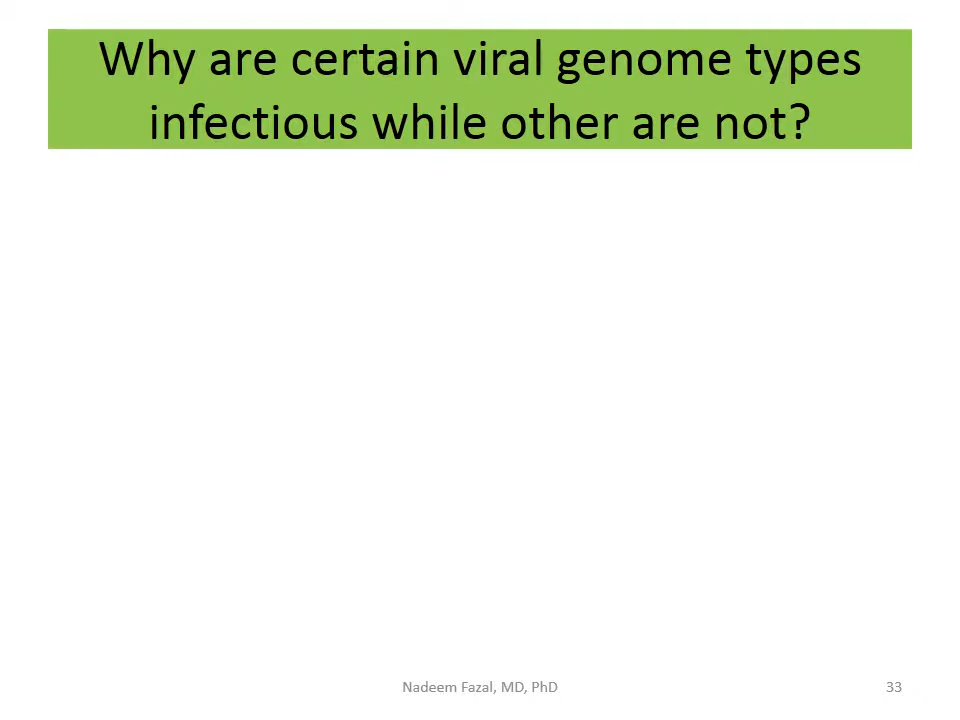 Why are certain viral genome types
infectious while other are not?
Nadeem Fazal, MD, PhD
33